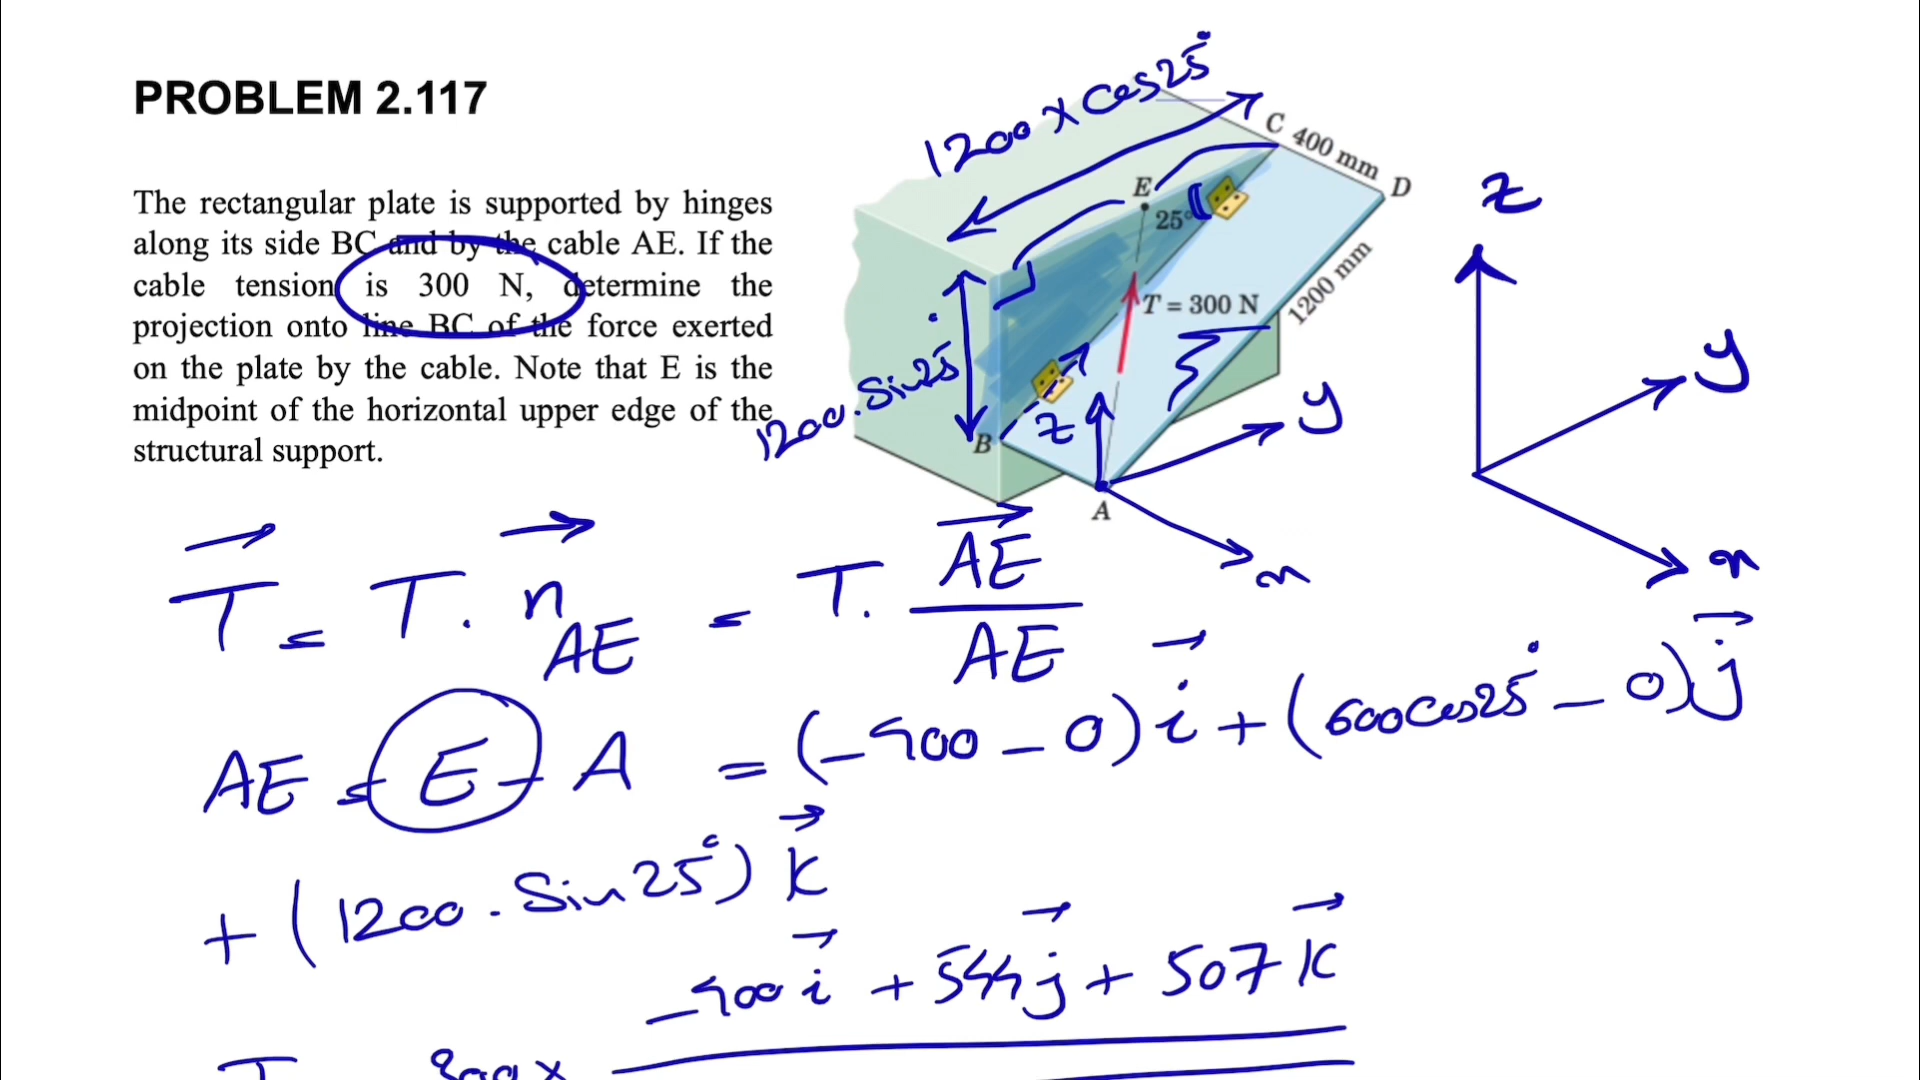 PROBLEM 2.117
The rectangular plate is supported by hinges
along its side BC and by the cable AE. If the
cable tension is 300 N, determine the
projection onto line BC of the force exerted
on the plate by the cable. Note that E is the
midpoint of the horizontal upper edge of the
structural support.
1200 × Cos25°
C 400 mm
D
E
25°
T = 300 N
1200 mm
1200 . Sin25°
B
z
y
A
x
z
y
x
T = T . n AE = T . AE / AE
AE = E - A = (-400 - 0) i + (600Cos25° - 0) j
+ (1200 . Sin25°) k
-400 i + 544 j + 507 k
T 300 ×